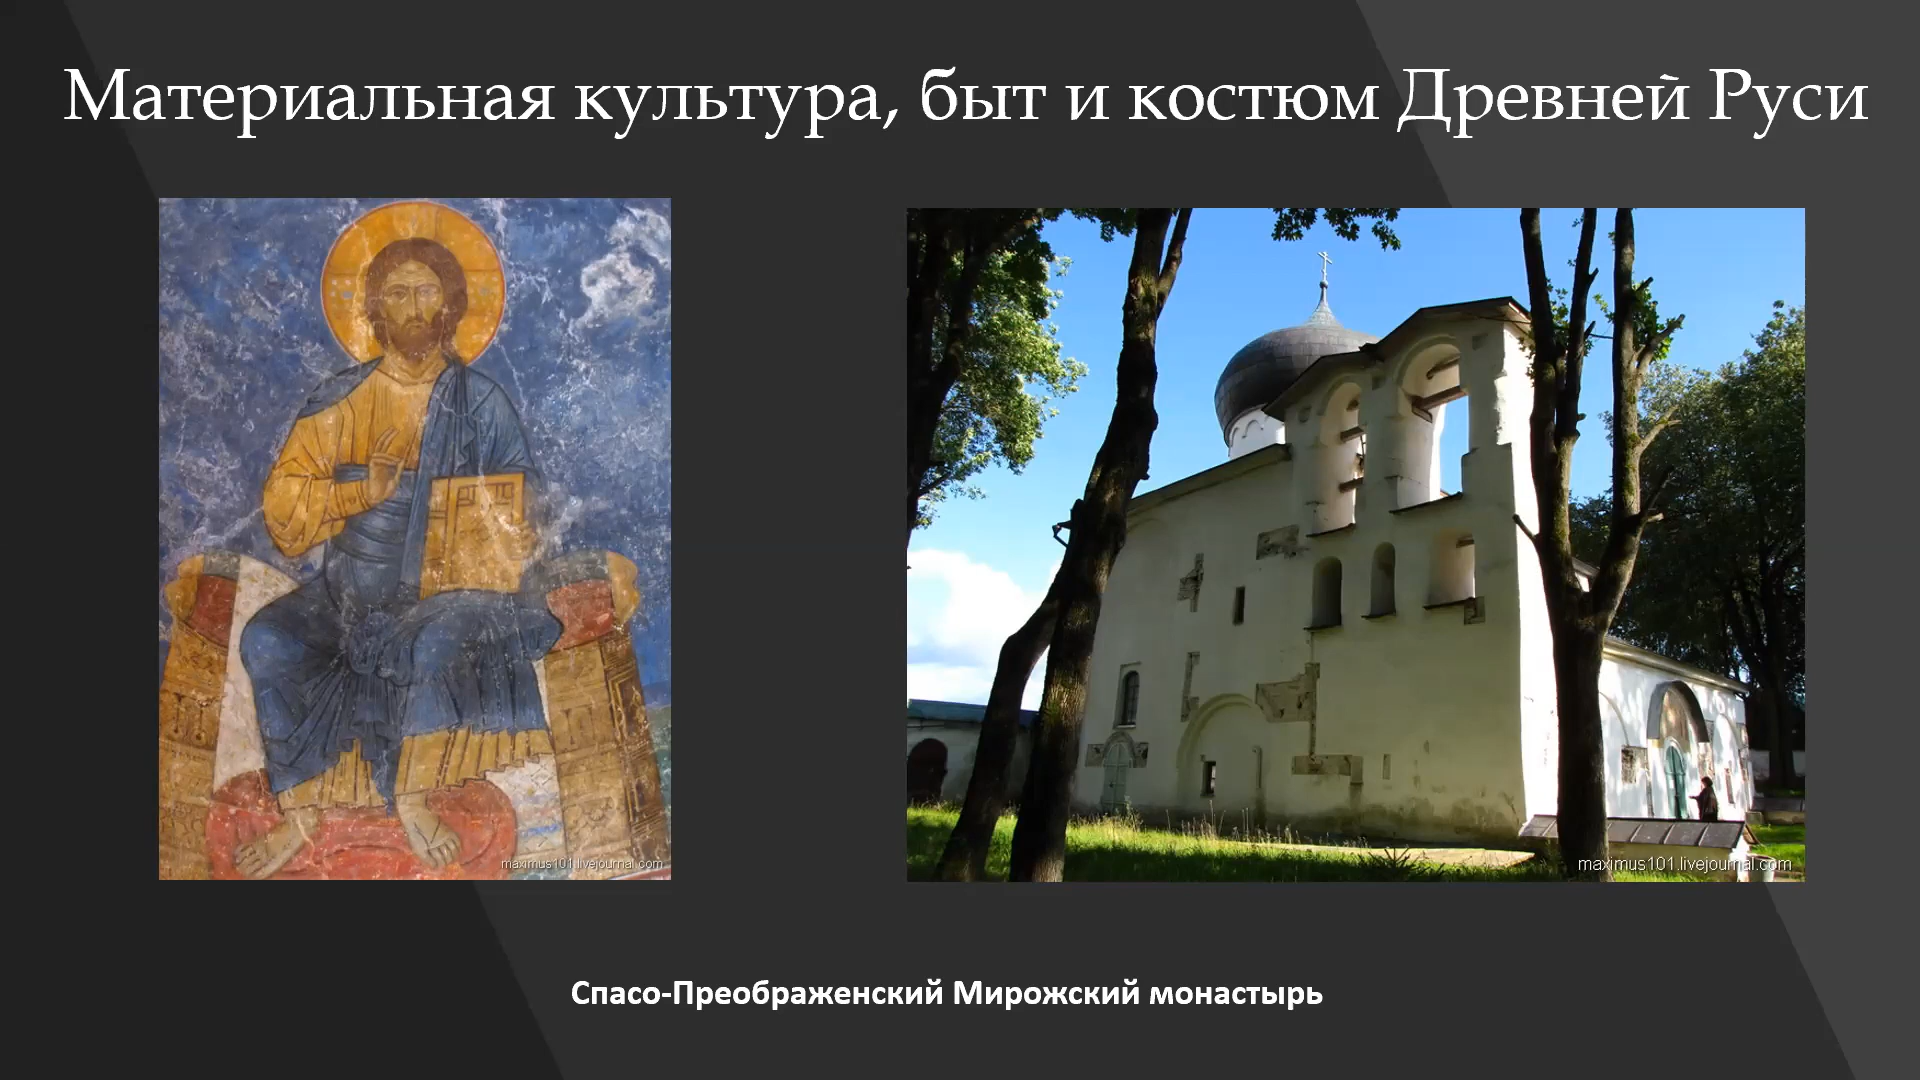 Материальная культура, быт и костюм Древней Руси
maximus101.livejournal.com
maximus101.livejournal.com
Спасо-Преображенский Мирожский монастырь